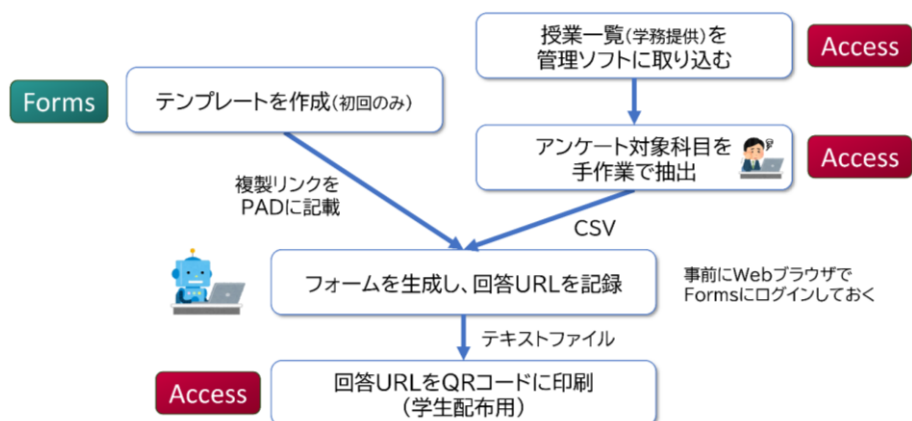 授業一覧(学務提供)を
管理ソフトに取り込む
Access
Forms
テンプレートを作成(初回のみ)
アンケート対象科目を
手作業で抽出
Access
複製リンクを
PADに記載
CSV
フォームを生成し、回答URLを記録
事前にWebブラウザで
Formsにログインしておく
テキストファイル
Access
回答URLをQRコードに印刷
(学生配布用)